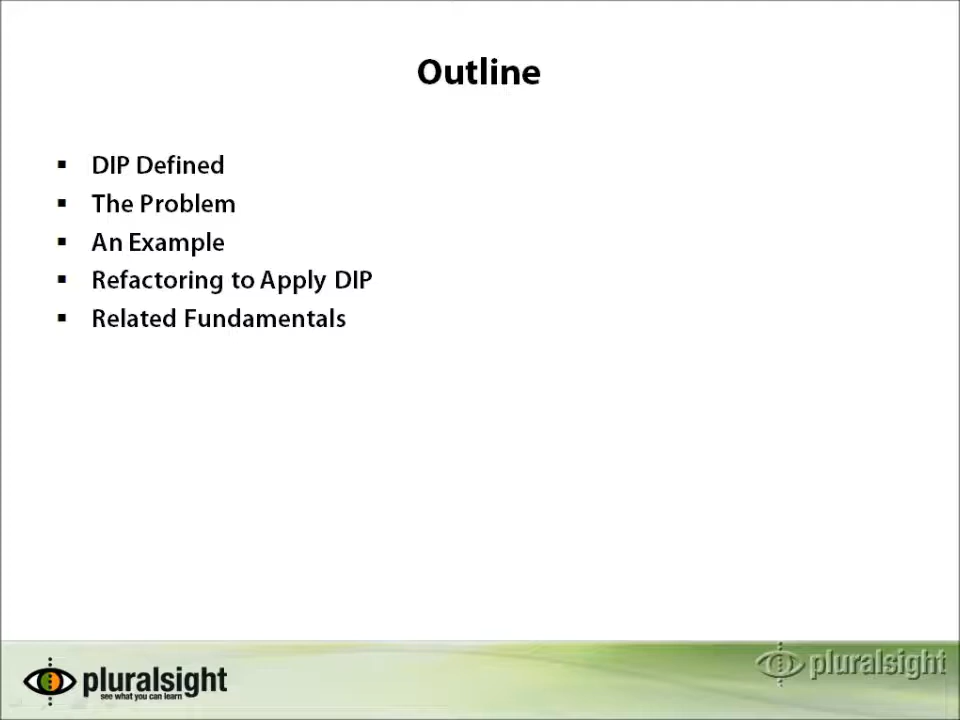 Outline
▪ DIP Defined
▪ The Problem
▪ An Example
▪ Refactoring to Apply DIP
▪ Related Fundamentals
pluralsight
see what you can learn
pluralsight